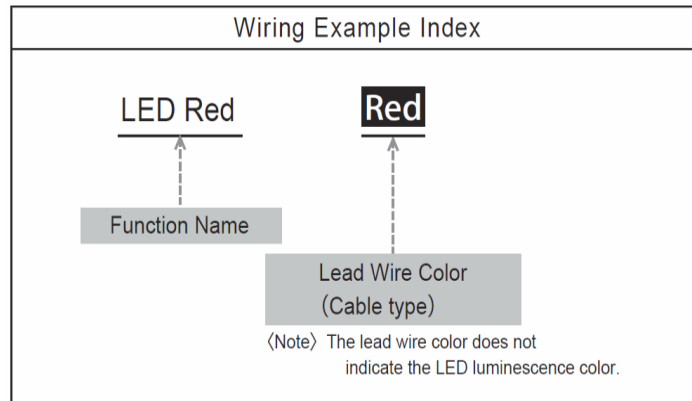 Wiring Example Index
LED Red
Red
Function Name
Lead Wire Color
（Cable type）
〈Note〉 The lead wire color does not
indicate the LED luminescence color.